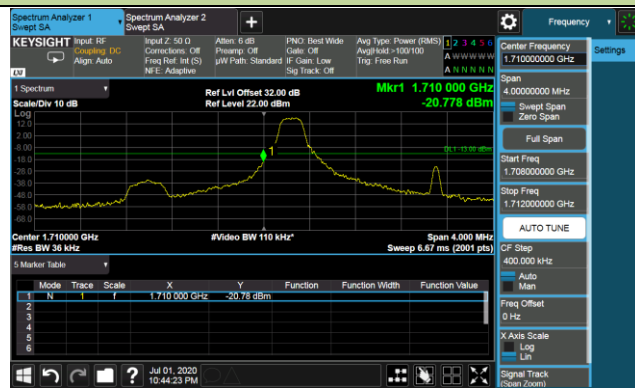 Spectrum Analyzer 1
Swept SA
Spectrum Analyzer 2
Swept SA
+
Frequency
KEYSIGHT
Input: RF
Coupling: DC
Align: Auto
Input Z: 50 Ω
Corrections: Off
Freq Ref: Int (S)
NFE: Adaptive
Atten: 6 dB
Preamp: Off
µW Path: Standard
PNO: Best Wide
Gate: Off
IF Gain: Low
Sig Track: Off
Avg Type: Power (RMS)
Avg|Hold >100/100
Trig: Free Run
1 2 3 4 5 6
A W W W W W
A N N N N N
LXI
Center Frequency
1.710000000 GHz
Settings
Span
4.00000000 MHz
Swept Span
Zero Span
Full Span
Start Freq
1.708000000 GHz
Stop Freq
1.712000000 GHz
AUTO TUNE
CF Step
400.000 kHz
Auto
Man
Freq Offset
0 Hz
X Axis Scale
Log
Lin
Signal Track
(Span Zoom)
1 Spectrum
Scale/Div 10 dB
Ref Lvl Offset 32.00 dB
Ref Level 22.00 dBm
Mkr1 1.710 000 GHz
-20.778 dBm
Log
12.0
2.00
-8.00
-18.0
-28.0
-38.0
-48.0
-58.0
-68.0
1
DL1 -13.00 dBm
Center 1.710000 GHz
#Res BW 36 kHz
#Video BW 110 kHz*
Span 4.000 MHz
Sweep 6.67 ms (2001 pts)
5 Marker Table
Mode Trace Scale X Y Function Function Width Function Value
1 N 1 f 1.710 000 GHz -20.78 dBm
2
3
4
5
6
?
Jul 01, 2020
10:44:23 PM